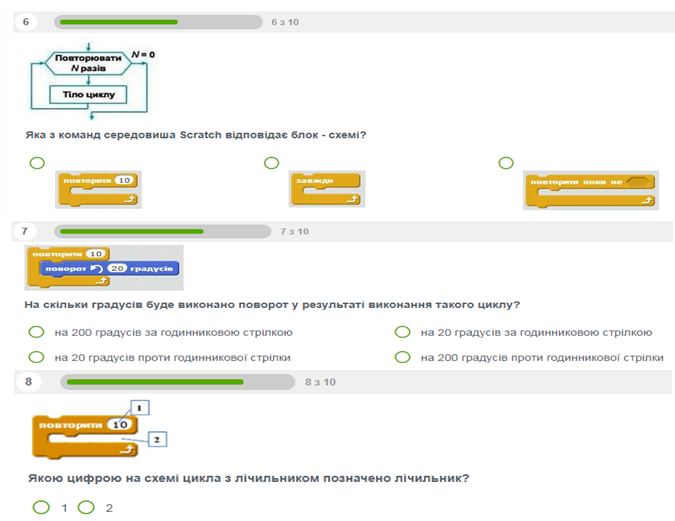 6 6 з 10
Повторювати N разів N = 0
Тіло циклу
Яка з команд середовиша Scratch відповідає блок - схемі?
повторити 10 завжди повторити поки не
7 7 з 10
повторити 10
поворот 20 градусів
На скільки градусів буде виконано поворот у результаті виконання такого циклу?
на 200 градусів за годинниковою стрілкою на 20 градусів за годинниковою стрілкою
на 20 градусів проти годинникової стрілки на 200 градусів проти годинникової стрілки
8 8 з 10
1
повторити 10
2
Якою цифрою на схемі цикла з лічильником позначено лічильник?
1 2